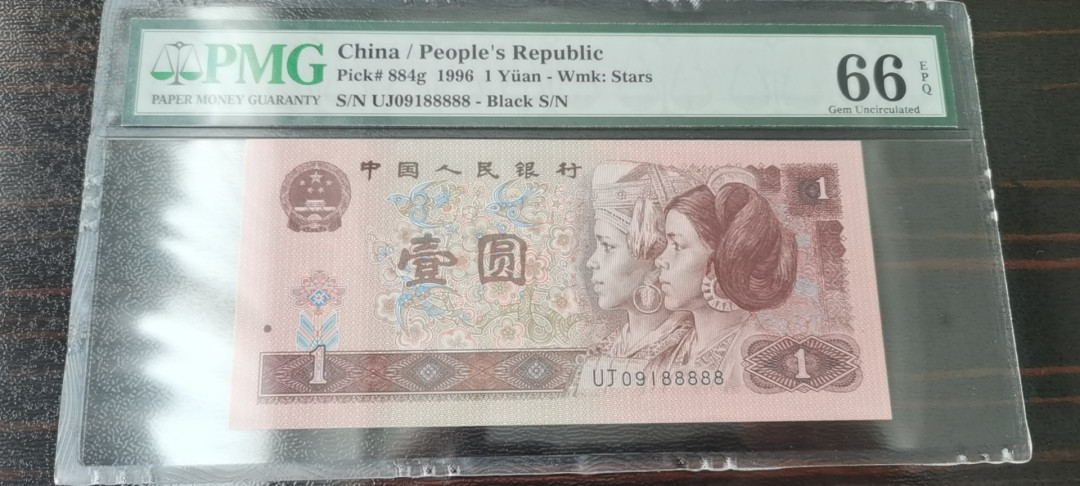 PMG
PAPER MONEY GUARANTY
China / People's Republic
Pick# 884g 1996 1 Yüan - Wmk: Stars
S/N UJ09188888 - Black S/N
66
EPQ
Gem Uncirculated
中国人民银行
1
壹圆
1
UJ09188888
1